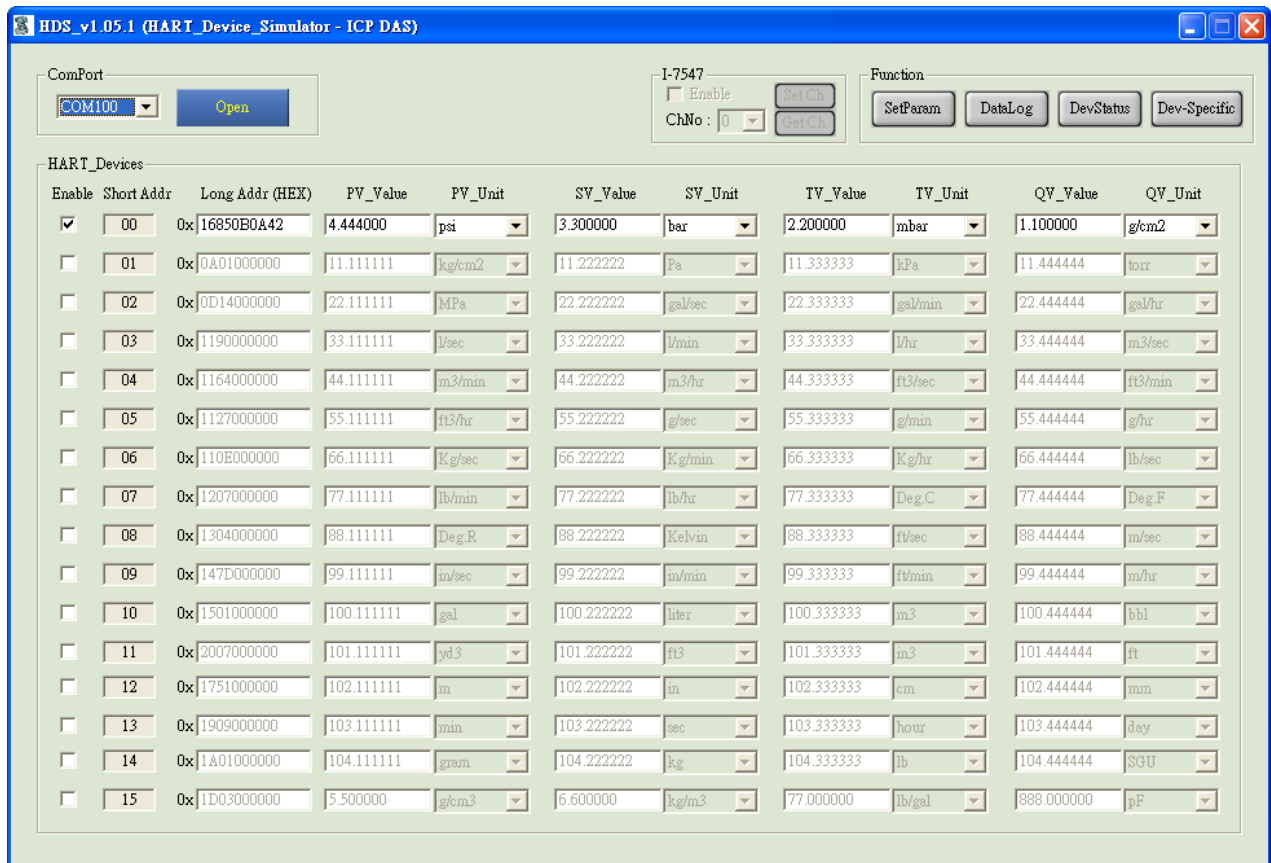 HDS_v1.05.1 (HART_Device_Simulator - ICP DAS)
ComPort I-7547 Function
COM100 Open Enable Set Ch SetParam DataLog DevStatus Dev-Specific
ChNo : 0 Get Ch
HART_Devices
Enable Short Addr Long Addr (HEX) PV_Value PV_Unit SV_Value SV_Unit TV_Value TV_Unit QV_Value QV_Unit
00 0x 16850B0A42 4.444000 psi 3.300000 bar 2.200000 mbar 1.100000 g/cm2
01 0x 0A01000000 11.111111 kg/cm2 11.222222 Pa 11.333333 kPa 11.444444 torr
02 0x 0D14000000 22.111111 MPa 22.222222 gal/sec 22.333333 gal/min 22.444444 gal/hr
03 0x 1190000000 33.111111 l/sec 33.222222 l/min 33.333333 l/hr 33.444444 m3/sec
04 0x 1164000000 44.111111 m3/min 44.222222 m3/hr 44.333333 ft3/sec 44.444444 ft3/min
05 0x 1127000000 55.111111 ft3/hr 55.222222 g/sec 55.333333 g/min 55.444444 g/hr
06 0x 110E000000 66.111111 Kg/sec 66.222222 Kg/min 66.333333 Kg/hr 66.444444 lb/sec
07 0x 1207000000 77.111111 lb/min 77.222222 lb/hr 77.333333 Deg.C 77.444444 Deg.F
08 0x 1304000000 88.111111 Deg.R 88.222222 Kelvin 88.333333 ft/sec 88.444444 m/sec
09 0x 147D000000 99.111111 in/sec 99.222222 in/min 99.333333 ft/min 99.444444 m/hr
10 0x 1501000000 100.111111 gal 100.222222 liter 100.333333 m3 100.444444 bbl
11 0x 2007000000 101.111111 yd3 101.222222 ft3 101.333333 in3 101.444444 ft
12 0x 1751000000 102.111111 m 102.222222 in 102.333333 cm 102.444444 mm
13 0x 1909000000 103.111111 min 103.222222 sec 103.333333 hour 103.444444 day
14 0x 1A01000000 104.111111 gram 104.222222 kg 104.333333 lb 104.444444 SGU
15 0x 1D03000000 5.500000 g/cm3 6.600000 kg/m3 77.000000 lb/gal 888.000000 pF